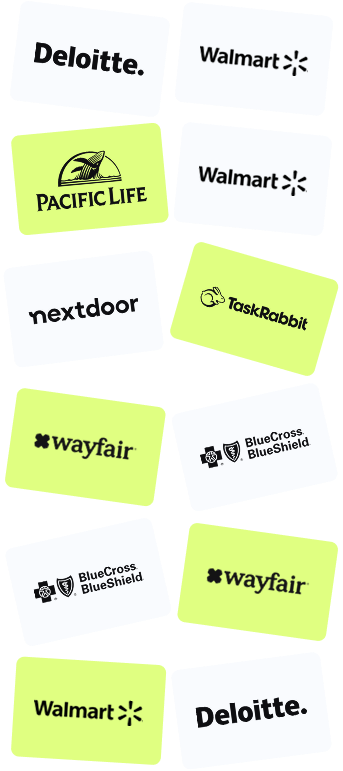 Deloitte.
Walmart
PACIFIC LIFE
Walmart
nextdoor
TaskRabbit
wayfair
BlueCross
BlueShield
BlueCross
BlueShield
wayfair
Walmart
Deloitte.